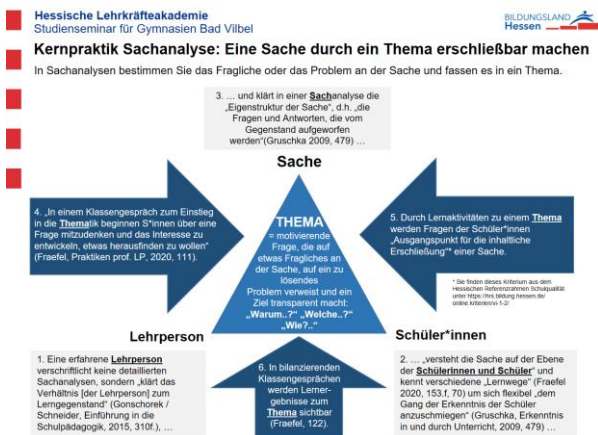 Hessische Lehrkräfteakademie
Studienseminar für Gymnasien Bad Vilbel
BILDUNGSLAND
Hessen
Kernpraktik Sachanalyse: Eine Sache durch ein Thema erschließbar machen
In Sachanalysen bestimmen Sie das Fragliche oder das Problem an der Sache und fassen es in ein Thema.
3. … und klärt in einer Sachanalyse die
„Eigenstruktur der Sache“, d.h. „die
Fragen und Antworten, die vom
Gegenstand aufgeworfen
werden“(Gruschka 2009, 479) …
Sache
4. „In einem Klassengespräch zum Einstieg
in die Thematik beginnen S*innen über eine
Frage mitzudenken und das Interesse zu
entwickeln, etwas herausfinden zu wollen“
(Fraefel, Praktiken prof. LP, 2020, 111).
THEMA
= motivierende
Frage, die auf
etwas Fragliches an
der Sache, auf ein zu
lösendes
Problem verweist und ein
Ziel transparent macht:
„Warum..?“ „Welche..?“
„Wie?..“
5. Durch Lernaktivitäten zu einem Thema
werden Fragen der Schüler*innen
„Ausgangspunkt für die inhaltliche
Erschließung“* einer Sache.
* Sie finden dieses Kriterium aus dem
Hessischen Referenzrahmen Schulqualität
unter https://hrs.bildung.hessen.de/
online-kriterien/vi-1-2/
Lehrperson
Schüler*innen
1. Eine erfahrene Lehrperson
verschriftlicht keine detaillierten
Sachanalysen, sondern „klärt das
Verhältnis [der Lehrperson] zum
Lerngegenstand“ (Gonschorek /
Schneider, Einführung in die
Schulpädagogik, 2015, 310f.), …
6. In bilanzierenden
Klassengesprächen
werden Lerner-
gebnisse zum
Thema sichtbar
(Fraefel, 122).
2. … „versteht die Sache auf der Ebene
der Schülerinnen und Schüler“ und
kennt verschiedene „Lernwege“ (Fraefel
2020, 153.f, 70) um sich flexibel „dem
Gang der Erkenntnis der Schüler
anzuschmiegen“ (Gruschka, Erkenntnis
in und durch Unterricht, 2009, 479) …